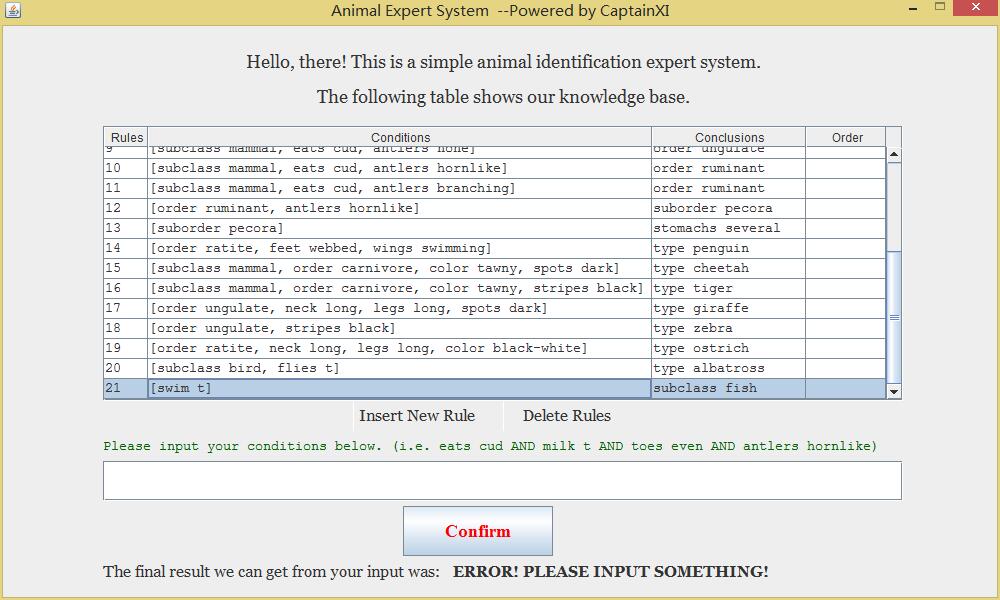 Animal Expert System --Powered by CaptainXI
Hello, there! This is a simple animal identification expert system.
The following table shows our knowledge base.
Rules Conditions Conclusions Order
9 [subclass mammal, eats cud, antlers none] order ungulate
10 [subclass mammal, eats cud, antlers hornlike] order ruminant
11 [subclass mammal, eats cud, antlers branching] order ruminant
12 [order ruminant, antlers hornlike] suborder pecora
13 [suborder pecora] stomachs several
14 [order ratite, feet webbed, wings swimming] type penguin
15 [subclass mammal, order carnivore, color tawny, spots dark] type cheetah
16 [subclass mammal, order carnivore, color tawny, stripes black] type tiger
17 [order ungulate, neck long, legs long, spots dark] type giraffe
18 [order ungulate, stripes black] type zebra
19 [order ratite, neck long, legs long, color black-white] type ostrich
20 [subclass bird, flies t] type albatross
21 [swim t] subclass fish
Insert New Rule Delete Rules
Please input your conditions below. (i.e. eats cud AND milk t AND toes even AND antlers hornlike)
Confirm
The final result we can get from your input was: ERROR! PLEASE INPUT SOMETHING!